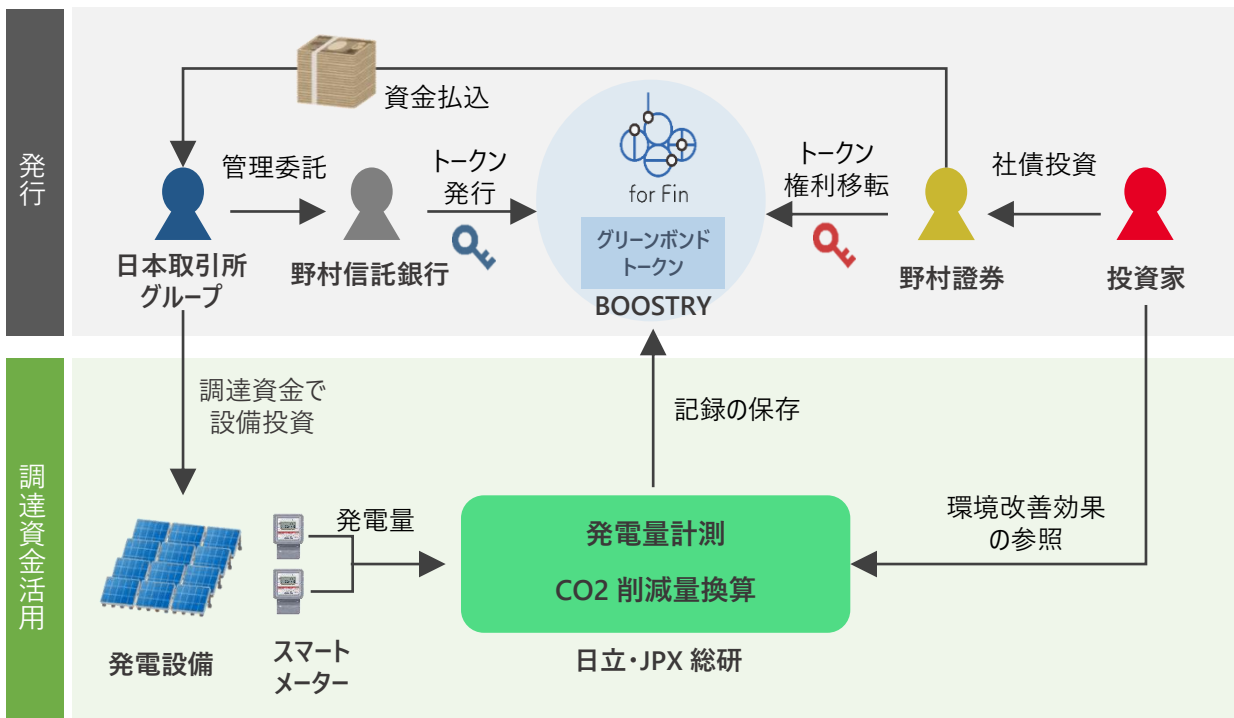 発行
資金払込
管理委託
トークン
発行
for Fin
グリーンボンド
トークン
BOOSTRY
トークン
権利移転
社債投資
日本取引所
グループ
野村信託銀行
野村證券
投資家
調達資金活用
調達資金で
設備投資
記録の保存
発電量
発電量計測
CO2 削減量換算
環境改善効果
の参照
発電設備
スマート
メーター
日立・JPX 総研